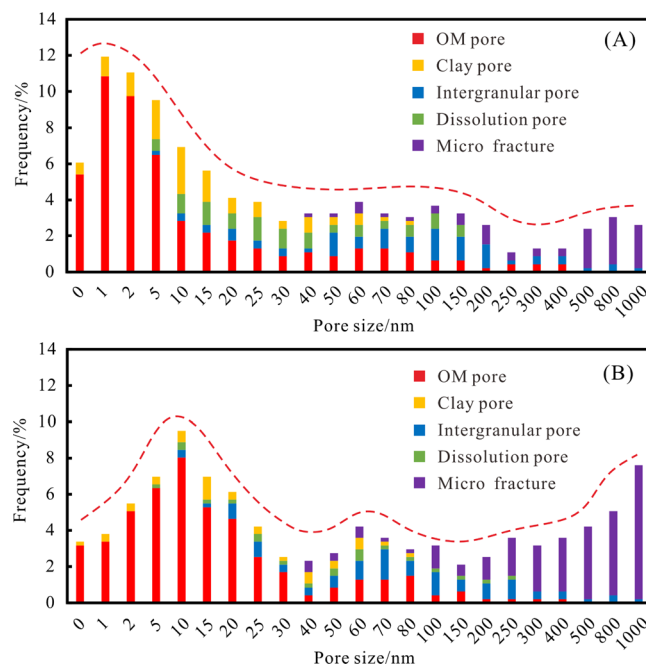 14
12
10
8
6
4
2
0
Frequency/%
(A)
OM pore
Clay pore
Intergranular pore
Dissolution pore
Micro fracture
0 1 2 5 10 15 20 25 30 40 50 60 70 80 100 150 200 250 300 400 500 800 1000
Pore size/nm
14
12
10
8
6
4
2
0
Frequency/%
(B)
OM pore
Clay pore
Intergranular pore
Dissolution pore
Micro fracture
0 1 2 5 10 15 20 25 30 40 50 60 70 80 100 150 200 250 300 400 500 800 1000
Pore size/nm